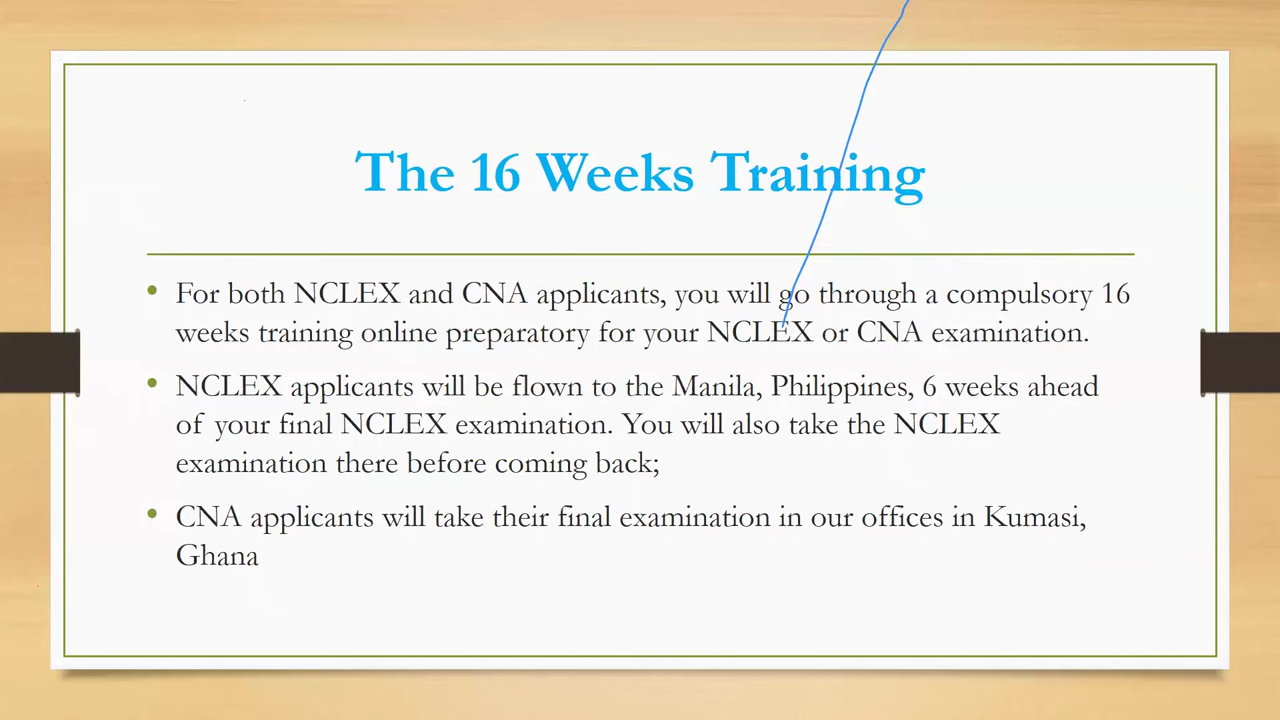 The 16 Weeks Training
• For both NCLEX and CNA applicants, you will go through a compulsory 16
weeks training online preparatory for your NCLEX or CNA examination.
• NCLEX applicants will be flown to the Manila, Philippines, 6 weeks ahead
of your final NCLEX examination. You will also take the NCLEX
examination there before coming back;
• CNA applicants will take their final examination in our offices in Kumasi,
Ghana